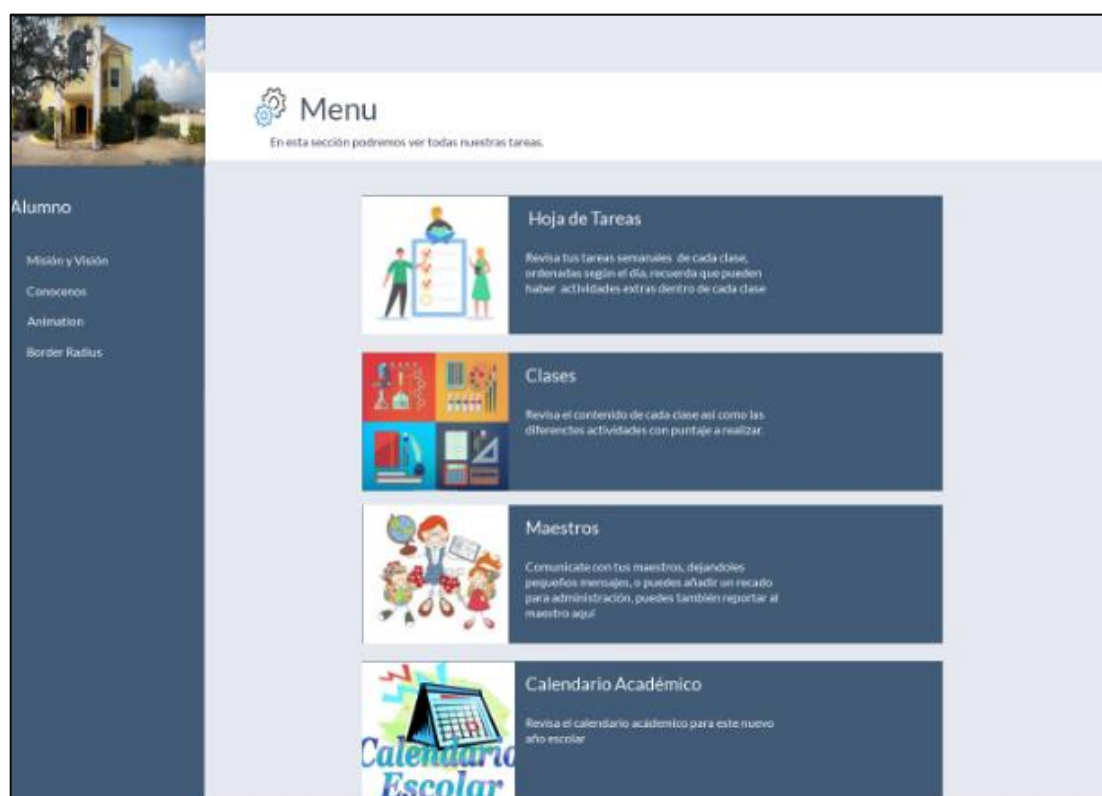 Menu
En esta sección podremos ver todas nuestras tareas.
Alumno
Misión y Visión
Conocenos
Animation
Border Radius
Hoja de Tareas
Revisa tus tareas semanales de cada clase,
ordenadas según el día, recuerda que pueden
haber actividades extras dentro de cada clase
Clases
Revisa el contenido de cada clase asi como las
diferenctes actividades con puntaje a realizar.
Maestros
Comunicate con tus maestros, dejandoles
pequeños mensajes, o puedes añadir un recado
para administración, puedes también reportar al
maestro aquí
Calendario Académico
Revisa el calendario academico para este nuevo
año escolar
Calendario
Escolar